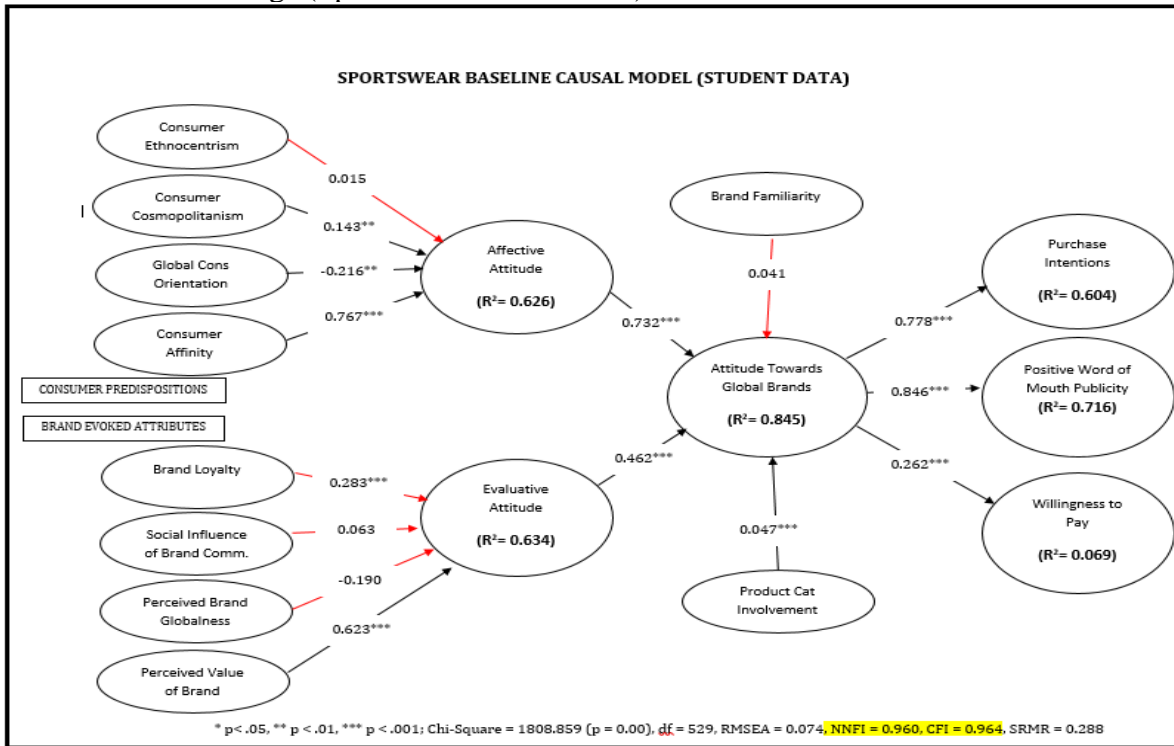 SPORTSWEAR BASELINE CAUSAL MODEL (STUDENT DATA)
Consumer
Ethnocentrism
0.015
Consumer
Cosmopolitanism
0.143**
Global Cons
Orientation
-0.216**
Consumer
Affinity
0.767***
Affective
Attitude
(R²= 0.626)
0.732***
CONSUMER PREDISPOSITIONS
BRAND EVOKED ATTRIBUTES
Brand Loyalty
0.283***
Social Influence
of Brand Comm.
0.063
Perceived Brand
Globalness
-0.190
Perceived Value
of Brand
0.623***
Evaluative
Attitude
(R²= 0.634)
0.462***
Brand Familiarity
0.041
Attitude Towards
Global Brands
(R²= 0.845)
0.047***
Product Cat
Involvement
0.778***
Purchase
Intentions
(R²= 0.604)
0.846***
Positive Word of
Mouth Publicity
(R²= 0.716)
0.262***
Willingness to
Pay
(R²= 0.069)
* p< .05, ** p < .01, *** p < .001; Chi-Square = 1808.859 (p = 0.00), df = 529, RMSEA = 0.074, NNFI = 0.960, CFI = 0.964, SRMR = 0.288